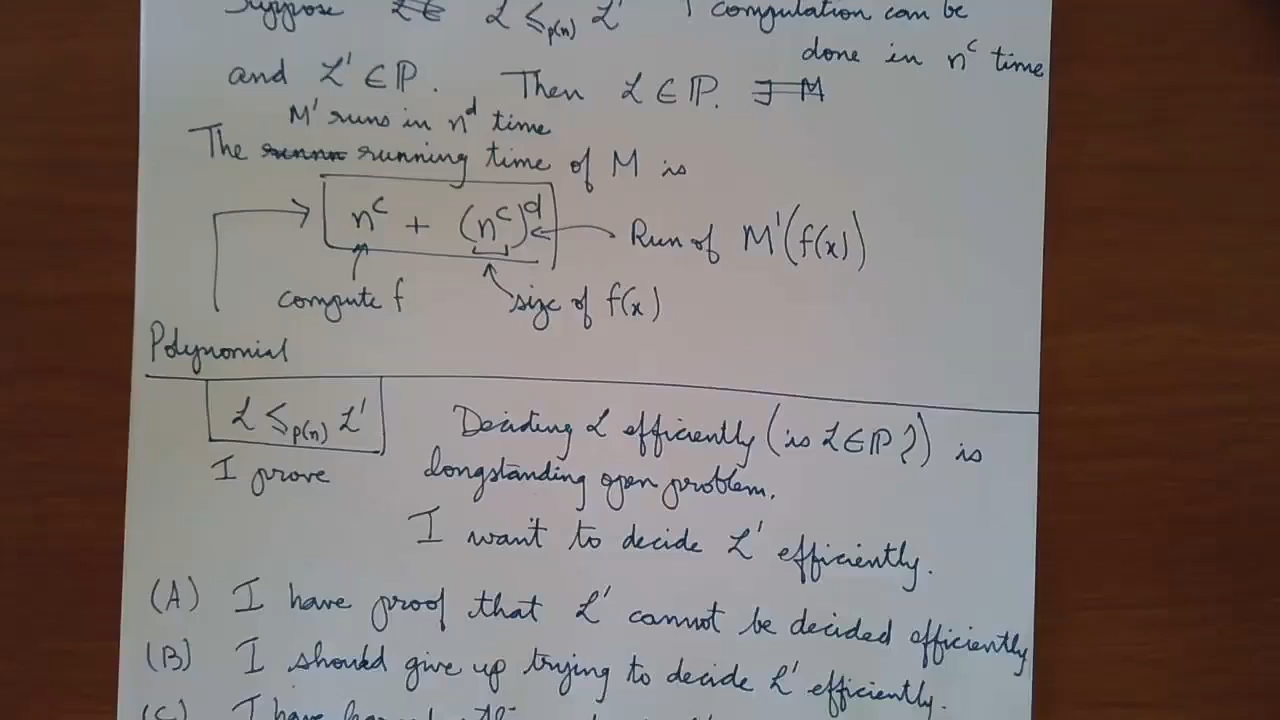 Suppose ℒ ≤p(n) ℒ' computation can be
done in n^c time
and ℒ' ∈ ℙ. Then ℒ ∈ ℙ. ∃ M
M' runs in n^d time
The running time of M is
n^c + (n^c)^d
Run of M'(f(x))
compute f
size of f(x)
Polynomial
ℒ ≤p(n) ℒ'
I prove
Deciding ℒ efficiently (is ℒ∈ℙ?) is
longstanding open problem.
I want to decide ℒ' efficiently.
(A) I have proof that ℒ' cannot be decided efficiently
(B) I should give up trying to decide ℒ' efficiently.
(C) I have